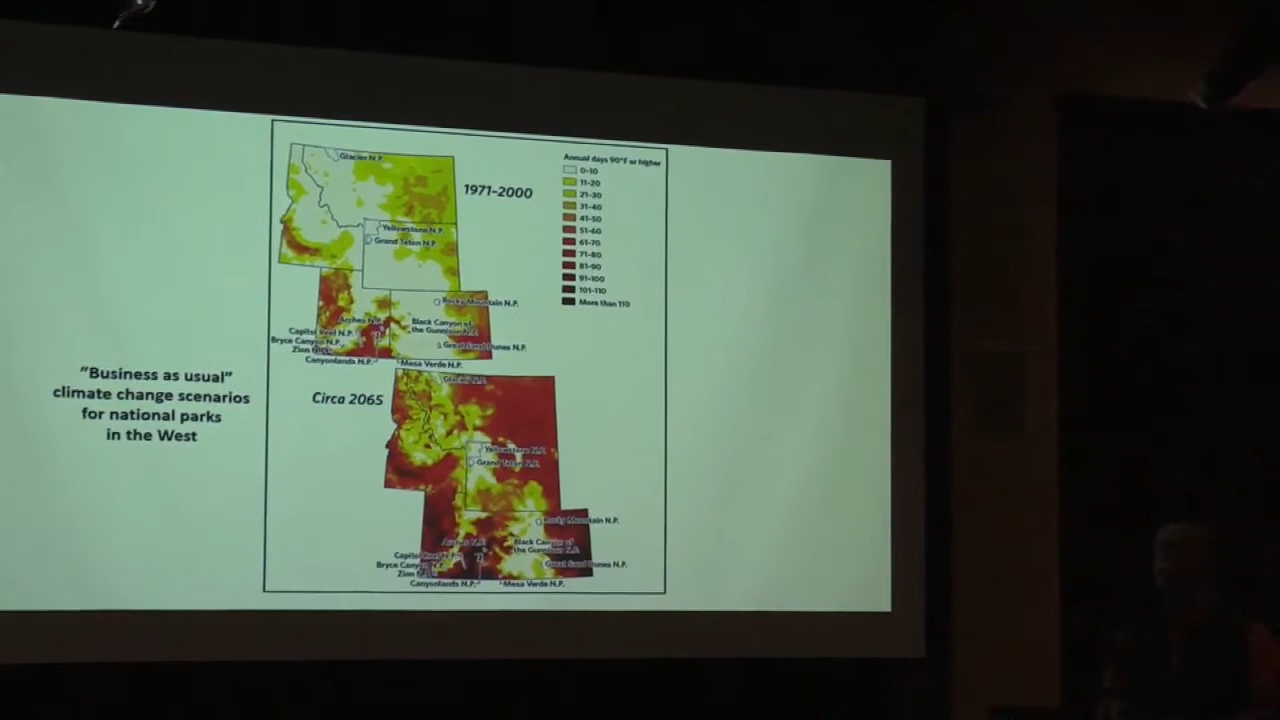 "Business as usual"
climate change scenarios
for national parks
in the West
1971-2000
Glacier N.P.
Yellowstone N.P.
Grand Teton N.P.
Rocky Mountain N.P.
Arches N.P.
Black Canyon of
the Gunnison N.P.
Capitol Reef N.P.
Bryce Canyon N.P.
Great Sand Dunes N.P.
Zion N.P.
Canyonlands N.P.
Mesa Verde N.P.
Annual days 90°F or higher
0-10
11-20
21-30
31-40
41-50
51-60
61-70
71-80
81-90
91-100
101-110
More than 110
Circa 2065
Glacier N.P.
Yellowstone N.P.
Grand Teton N.P.
Rocky Mountain N.P.
Arches N.P.
Black Canyon of
the Gunnison N.P.
Capitol Reef N.P.
Bryce Canyon N.P.
Great Sand Dunes N.P.
Zion N.P.
Canyonlands N.P.
Mesa Verde N.P.